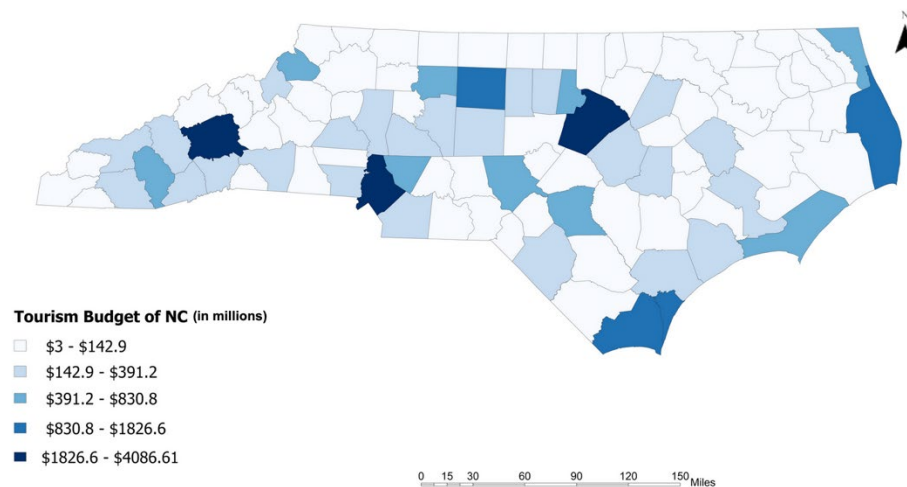 N
Tourism Budget of NC (in millions)
$3 - $142.9
$142.9 - $391.2
$391.2 - $830.8
$830.8 - $1826.6
$1826.6 - $4086.61
0 15 30 60 90 120 150 Miles